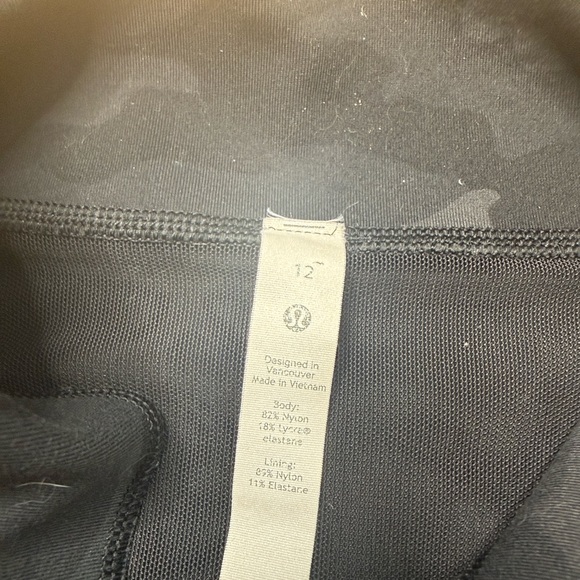 12
Designed in
Vancouver
Made in Vietnam
Body:
82% Nylon
18% Lycra®
elastane
Lining:
89% Nylon
11% Elastane